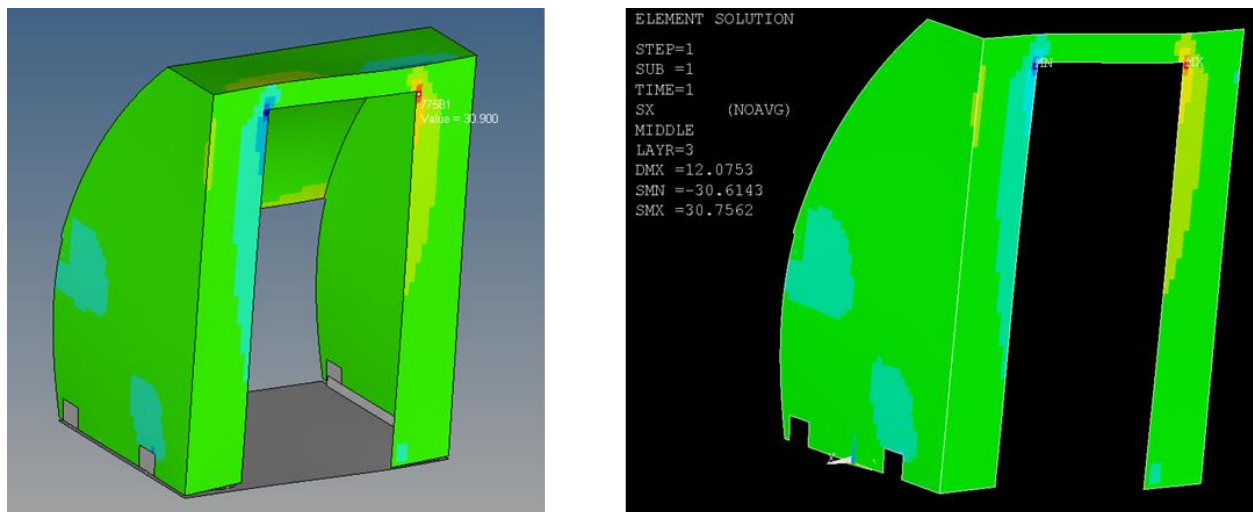 77581
Value = 30.900
ELEMENT SOLUTION
STEP=1
SUB =1
TIME=1
SX (NOAVG)
MIDDLE
LAYR=3
DMX =12.0753
SMN =-30.6143
SMX =30.7562
MN
MX